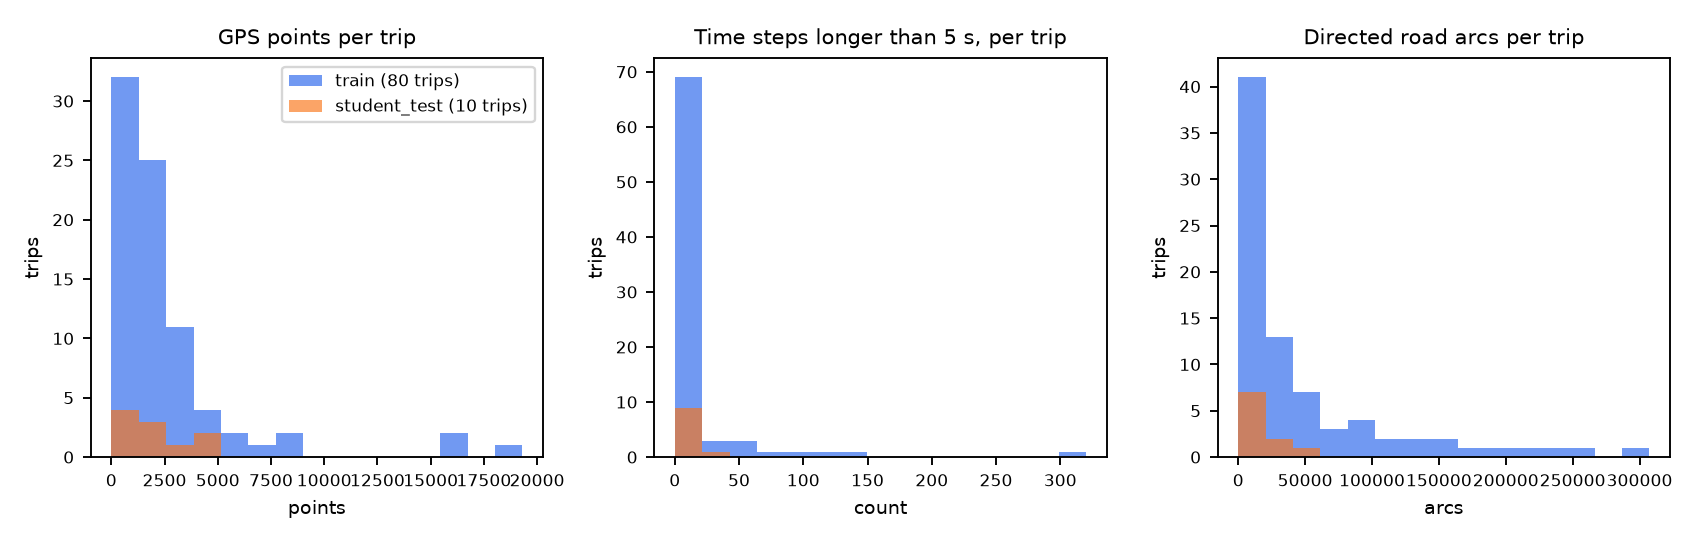 GPS points per trip
train (80 trips)
student_test (10 trips)
trips
0
5
10
15
20
25
30
0 2500 5000 7500 10000 12500 15000 17500 20000
points
Time steps longer than 5 s, per trip
trips
0
10
20
30
40
50
60
70
0 50 100 150 200 250 300
count
Directed road arcs per trip
trips
0
5
10
15
20
25
30
35
40
0 50000 100000 150000 200000 250000 300000
arcs